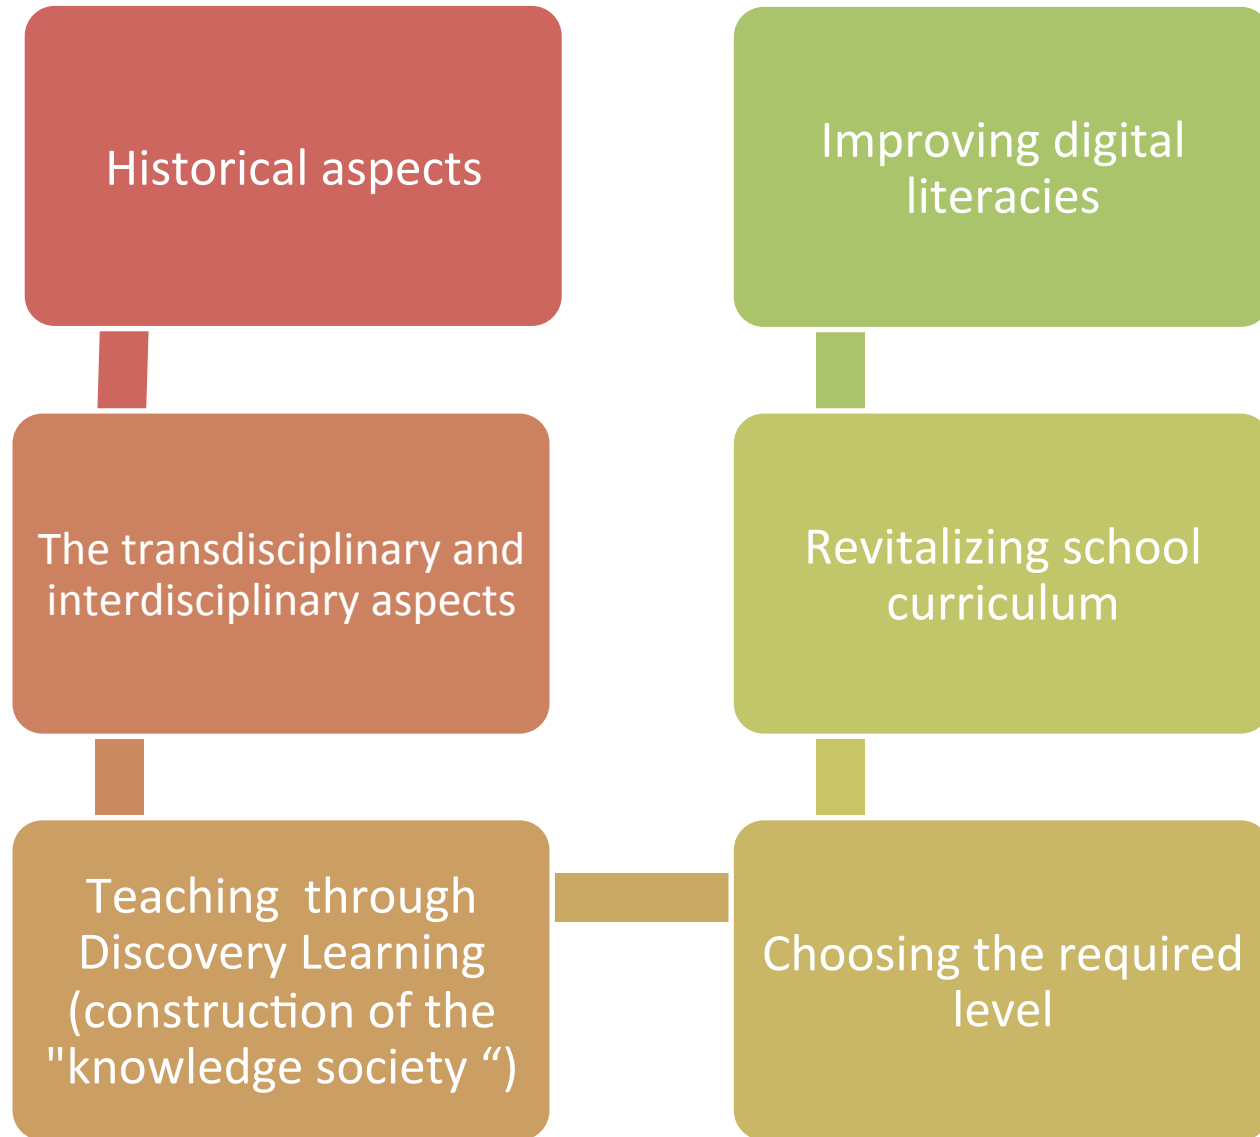 Historical aspects
The transdisciplinary and
interdisciplinary aspects
Teaching  through
Discovery Learning
(construction of the
"knowledge society “)
Choosing the required
level
Revitalizing school
curriculum
Improving digital
literacies